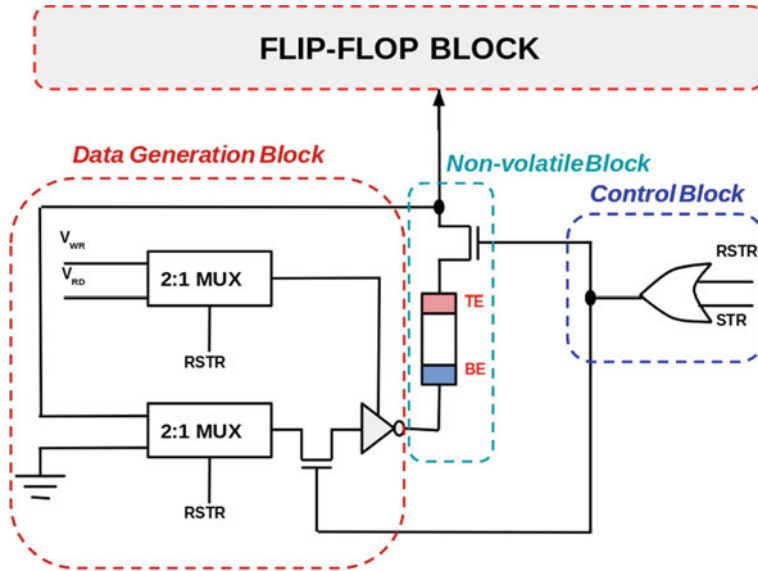 FLIP-FLOP BLOCK
Data Generation Block
Non-volatile Block
Control Block
V_WR
V_RD
2:1 MUX
RSTR
TE
BE
RSTR
STR
2:1 MUX
RSTR